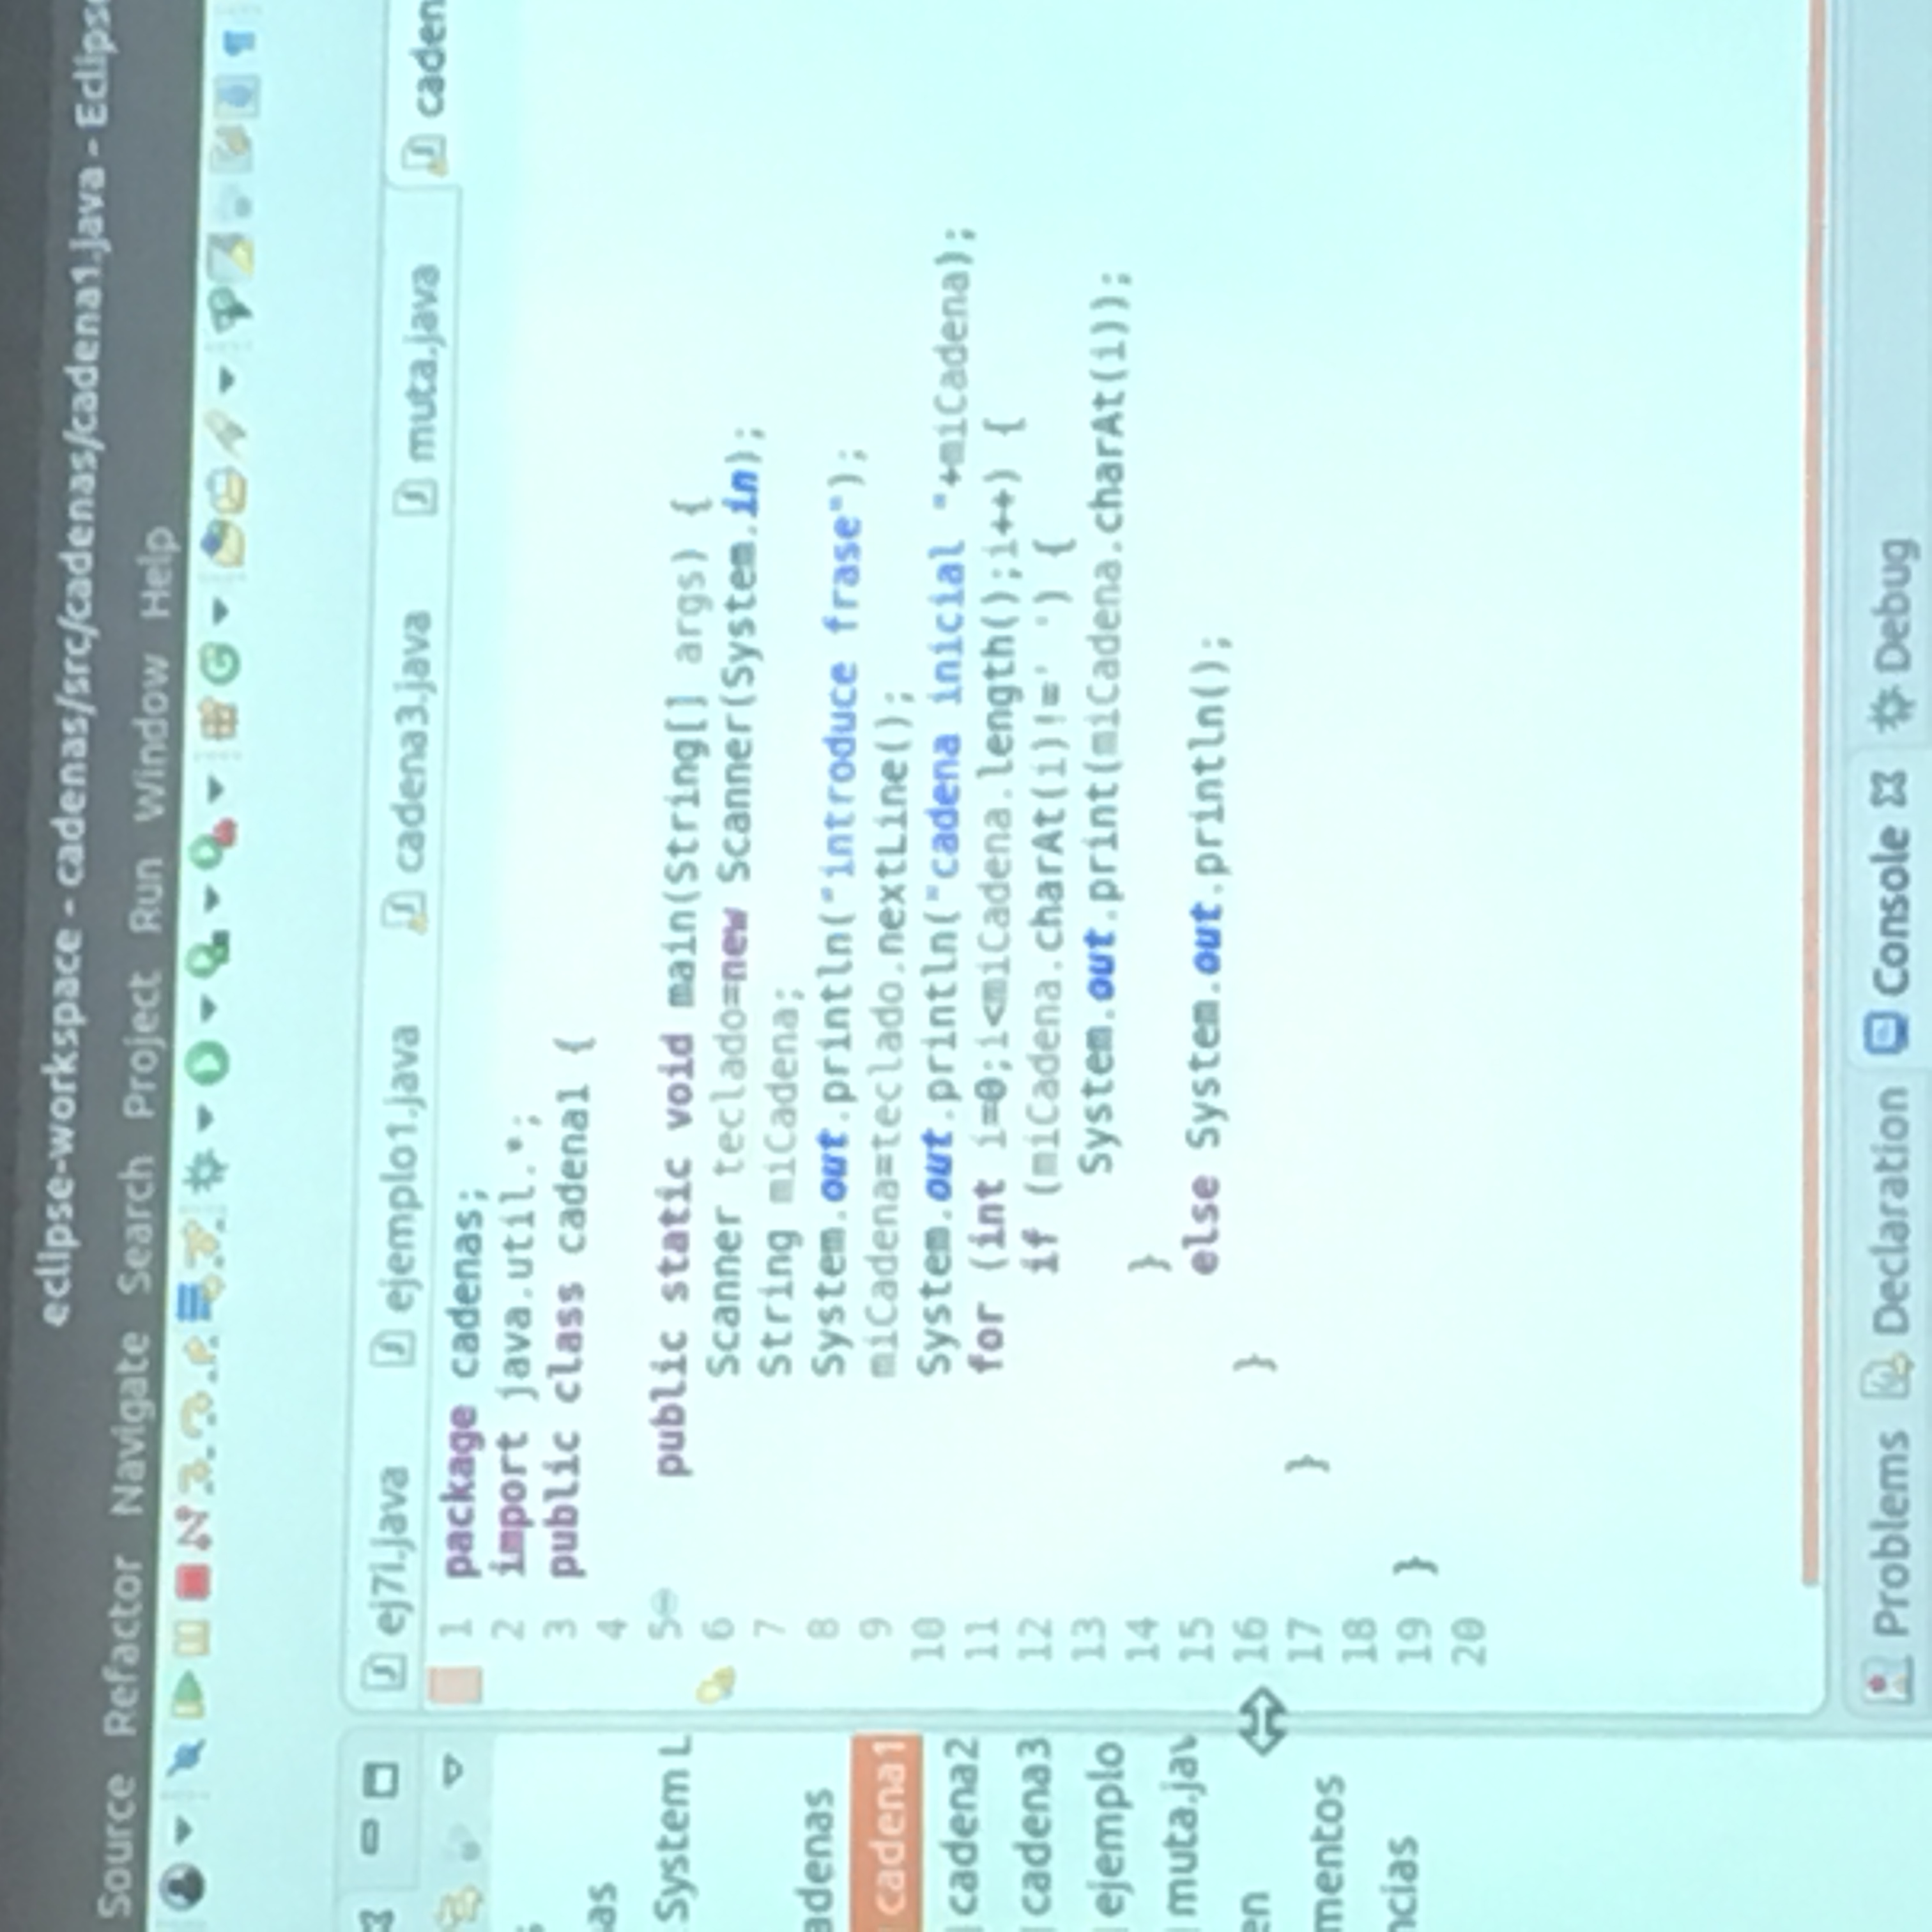 eclipse-workspace - cadenas/src/cadenas/cadena1.java - Eclipse
Source Refactor Navigate Search Project Run Window Help
ej7i.java ejemplo1.java cadena3.java muta.java caden
1 package cadenas;
2 import java.util.*;
3 public class cadena1 {
4
5 public static void main(String[] args) {
6 Scanner teclado=new Scanner(System.in);
7 String miCadena;
8 System.out.println("introduce frase");
9 miCadena=teclado.nextLine();
10 System.out.println("cadena inicial "+miCadena);
11 for (int i=0;i<miCadena.length();i++) {
12 if (miCadena.charAt(i)!=' ') {
13 System.out.print(miCadena.charAt(i));
14 }
15 else System.out.println();
16 }
17 }
18
19 }
20
as
System L
adenas
cadena1
cadena2
cadena3
ejemplo
muta.jav
en
mentos
ncias
Problems Declaration Console Debug